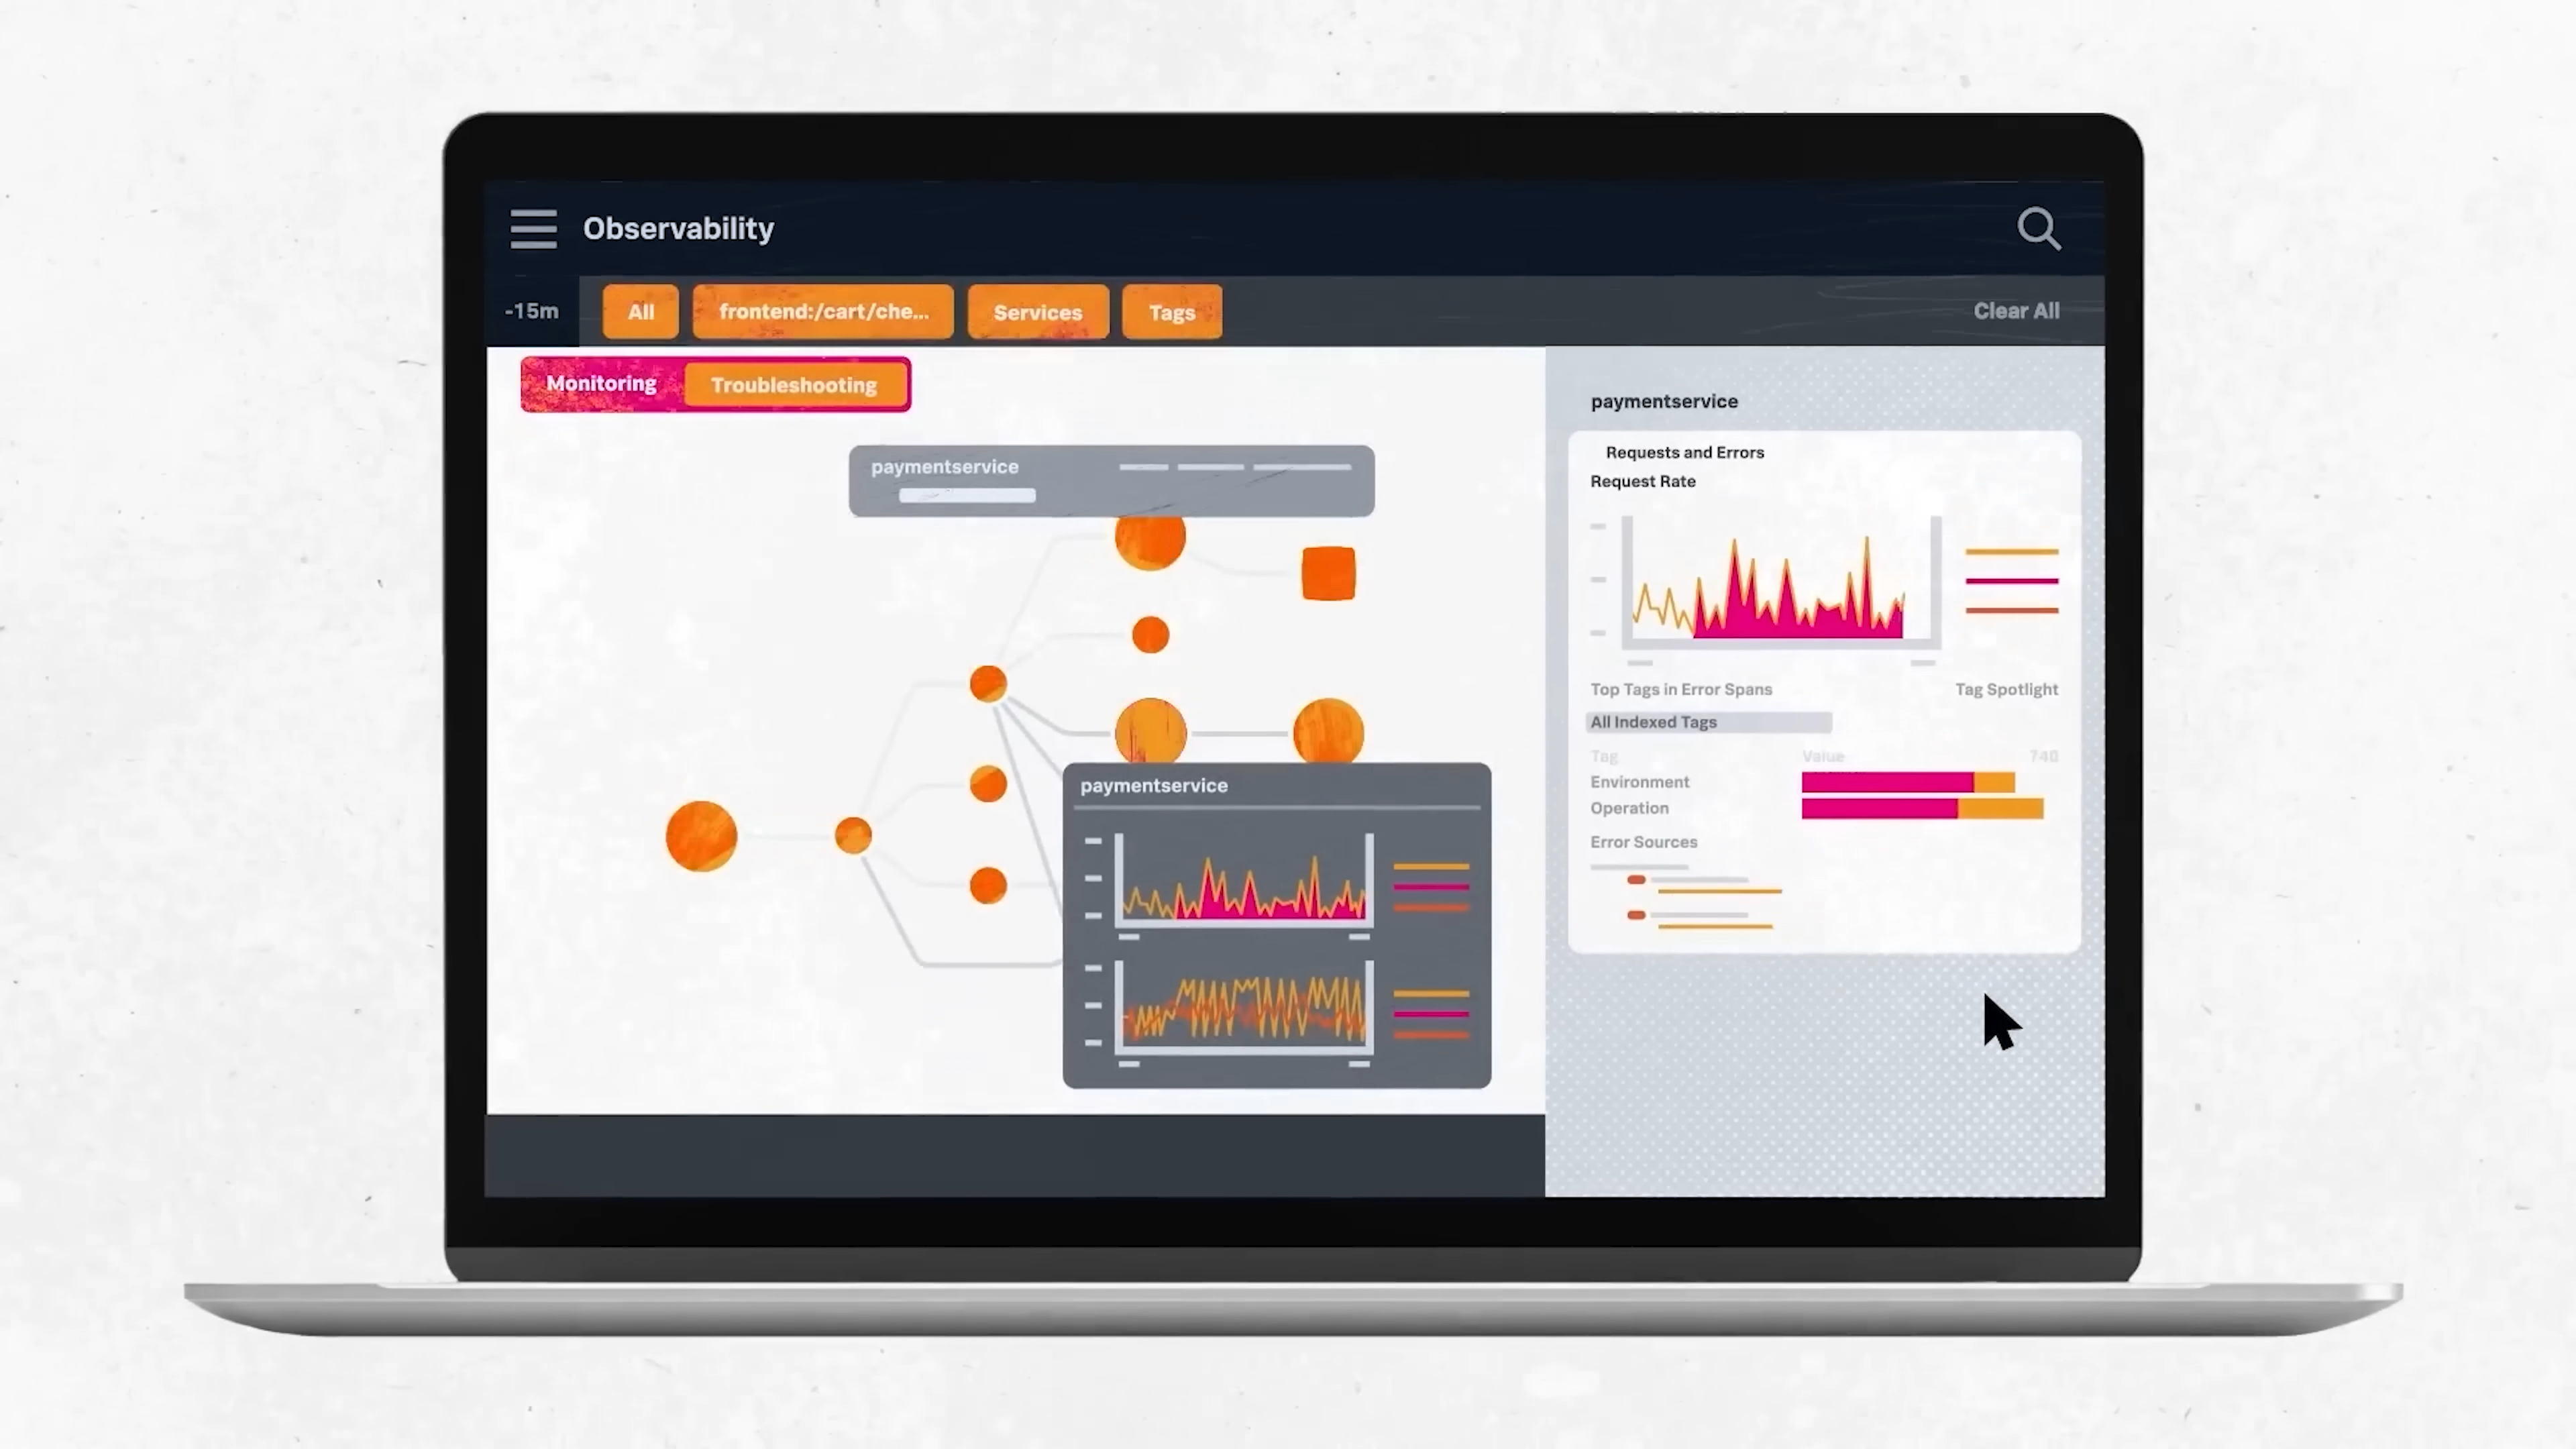 Observability
-15m
All
frontend:/cart/che...
Services
Tags
Clear All
Monitoring
Troubleshooting
paymentservice
paymentservice
paymentservice
Requests and Errors
Request Rate
Top Tags in Error Spans
Tag Spotlight
All Indexed Tags
Tag
Value
740
Environment
Operation
Error Sources